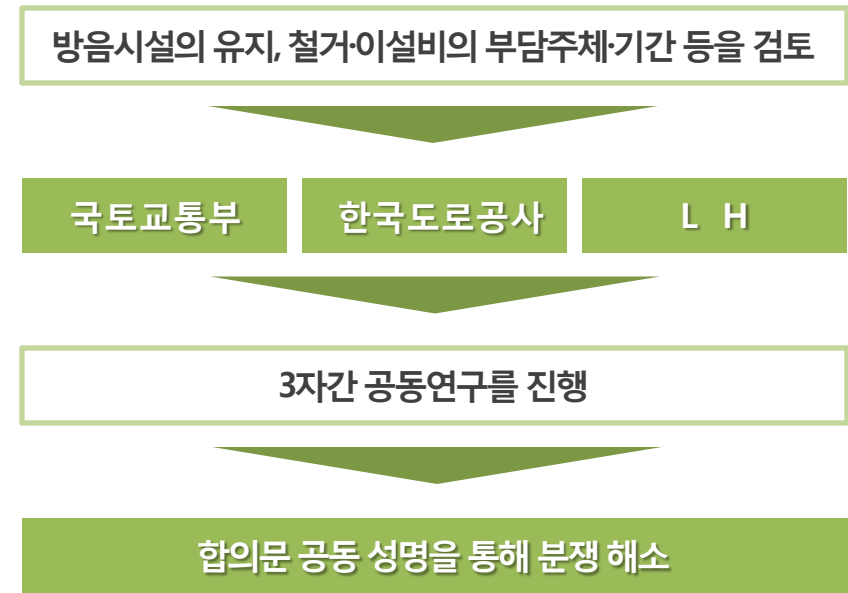 방음시설의 유지, 철거·이설비의 부담주체·기간 등을 검토
국토교통부 한국도로공사 L H
3자간 공동연구를 진행
합의문 공동 성명을 통해 분쟁 해소